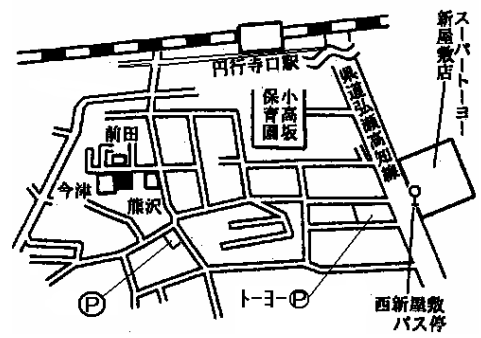 スーパートーヨー
新屋敷店
円行寺口駅
県道弘瀬高知線
小高坂
保育園
前田
今津
熊沢
Ⓟ
トーヨーⓅ
西新屋敷
バス停